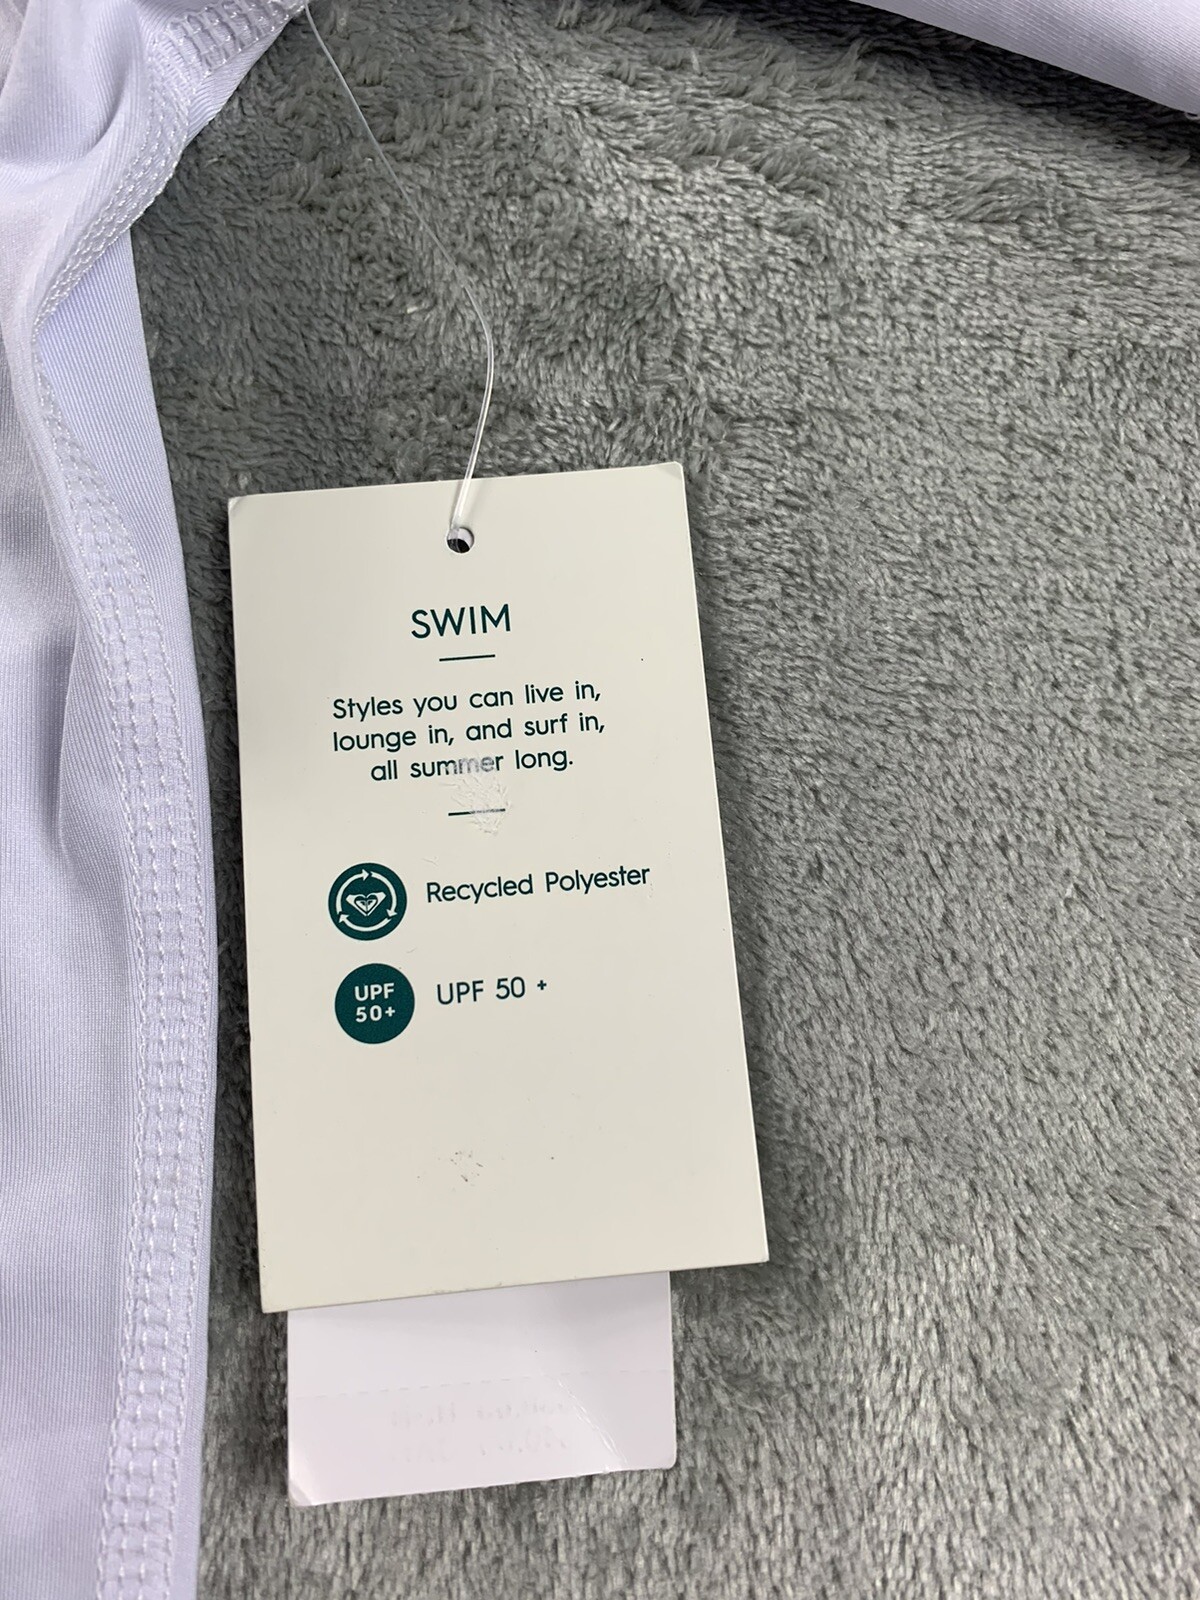 SWIM
Styles you can live in,
lounge in, and surf in,
all summer long.
Recycled Polyester
UPF
50+
UPF 50 +